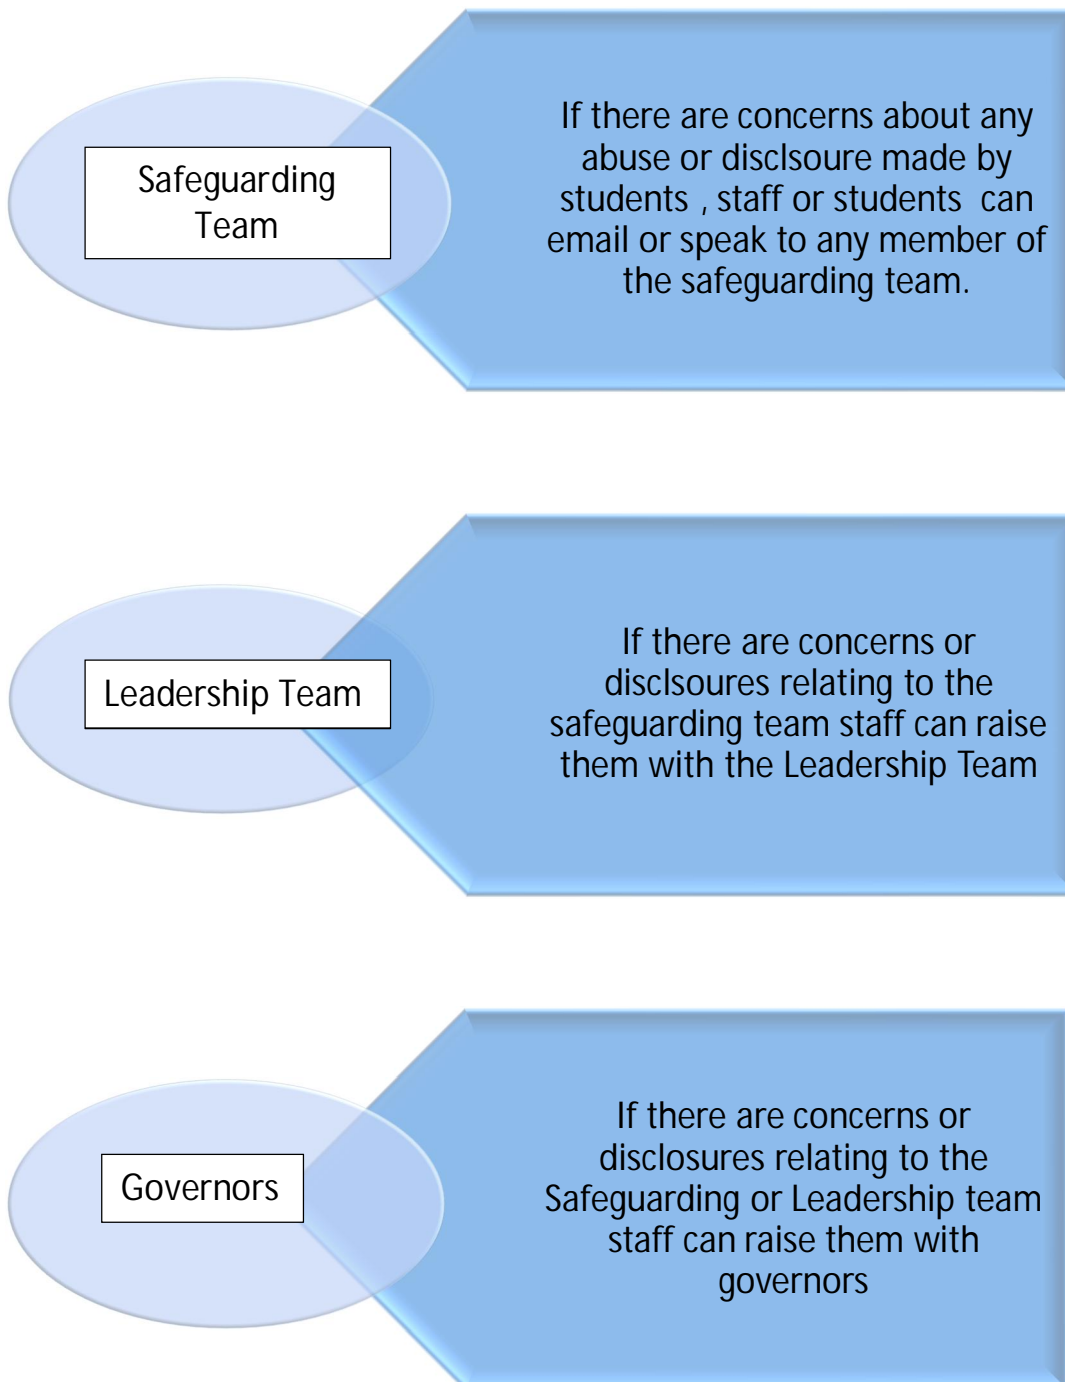 Safeguarding
Team
If there are concerns about any
abuse or disclsoure made by
students , staff or students  can
email or speak to any member of
the safeguarding team.
Leadership Team
If there are concerns or
disclsoures relating to the
safeguarding team staff can raise
them with the Leadership Team
Governors
If there are concerns or
disclosures relating to the
Safeguarding or Leadership team
staff can raise them with
governors